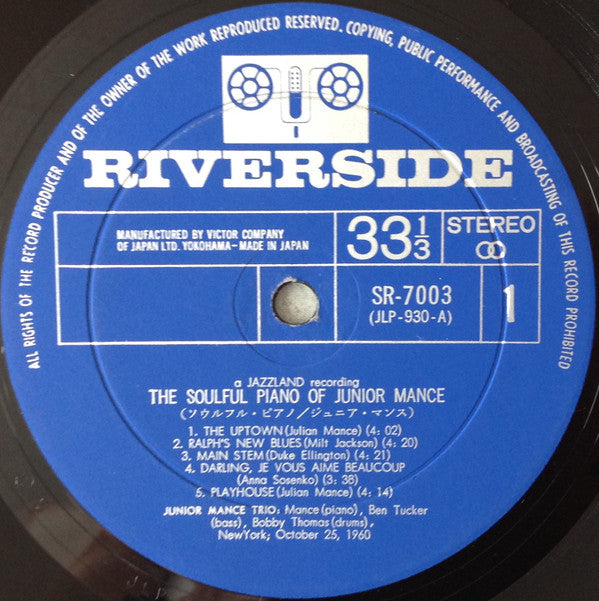 ALL RIGHTS OF THE RECORD PRODUCER AND OF THE OWNER OF THE WORK REPRODUCED RESERVED. COPYING, PUBLIC PERFORMANCE AND BROADCASTING OF THIS RECORD PROHIBITED
RIVERSIDE
MANUFACTURED BY VICTOR COMPANY
OF JAPAN LTD. YOKOHAMA-MADE IN JAPAN
33 1/3
STEREO
SR-7003
(JLP-930-A)
1
a JAZZLAND recording
THE SOULFUL PIANO OF JUNIOR MANCE
(ソウルフル・ピアノ/ジュニア・マンス)
1. THE UPTOWN (Julian Mance) (4: 02)
2. RALPH'S NEW BLUES (Milt Jackson) (4: 20)
3. MAIN STEM (Duke Ellington) (4: 21)
4. DARLING, JE VOUS AIME BEAUCOUP
(Anna Sosenko) (3: 38)
5. PLAYHOUSE (Julian Mance) (4: 14)
JUNIOR MANCE TRIO: Mance (piano), Ben Tucker
(bass), Bobby Thomas (drums),
NewYork; October 25, 1960